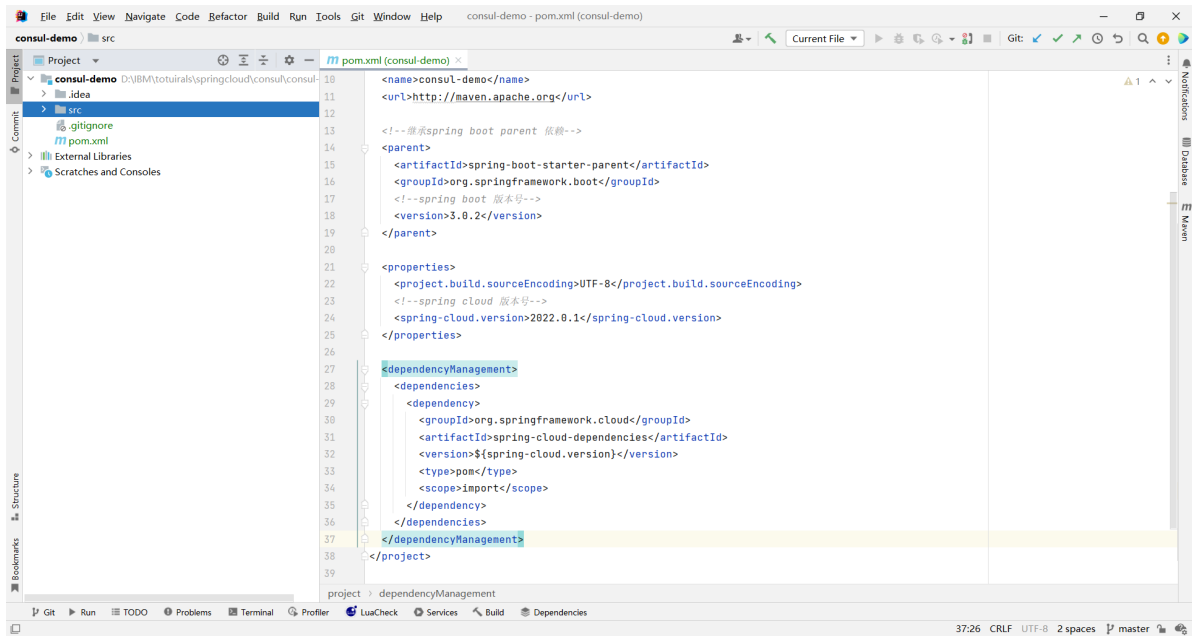 File Edit View Navigate Code Refactor Build Run Tools Git Window Help consul-demo - pom.xml (consul-demo)
consul-demo src
Current File Git:
Project
pom.xml (consul-demo)
consul-demo D:\IBM\totuirals\springcloud\consul\consul-
.idea
src
.gitignore
pom.xml
External Libraries
Scratches and Consoles
Project
Commit
Structure
Bookmarks
10 <name>consul-demo</name>
11 <url>http://maven.apache.org</url>
12
13 <!--继承spring boot parent 依赖-->
14 <parent>
15 <artifactId>spring-boot-starter-parent</artifactId>
16 <groupId>org.springframework.boot</groupId>
17 <!--spring boot 版本号-->
18 <version>3.0.2</version>
19 </parent>
20
21 <properties>
22 <project.build.sourceEncoding>UTF-8</project.build.sourceEncoding>
23 <!--spring cloud 版本号-->
24 <spring-cloud.version>2022.0.1</spring-cloud.version>
25 </properties>
26
27 <dependencyManagement>
28 <dependencies>
29 <dependency>
30 <groupId>org.springframework.cloud</groupId>
31 <artifactId>spring-cloud-dependencies</artifactId>
32 <version>${spring-cloud.version}</version>
33 <type>pom</type>
34 <scope>import</scope>
35 </dependency>
36 </dependencies>
37 </dependencyManagement>
38 </project>
39
1
Notifications
Database
Maven
project dependencyManagement
Git Run TODO Problems Terminal Profiler LuaCheck Services Build Dependencies
37:26 CRLF UTF-8 2 spaces master